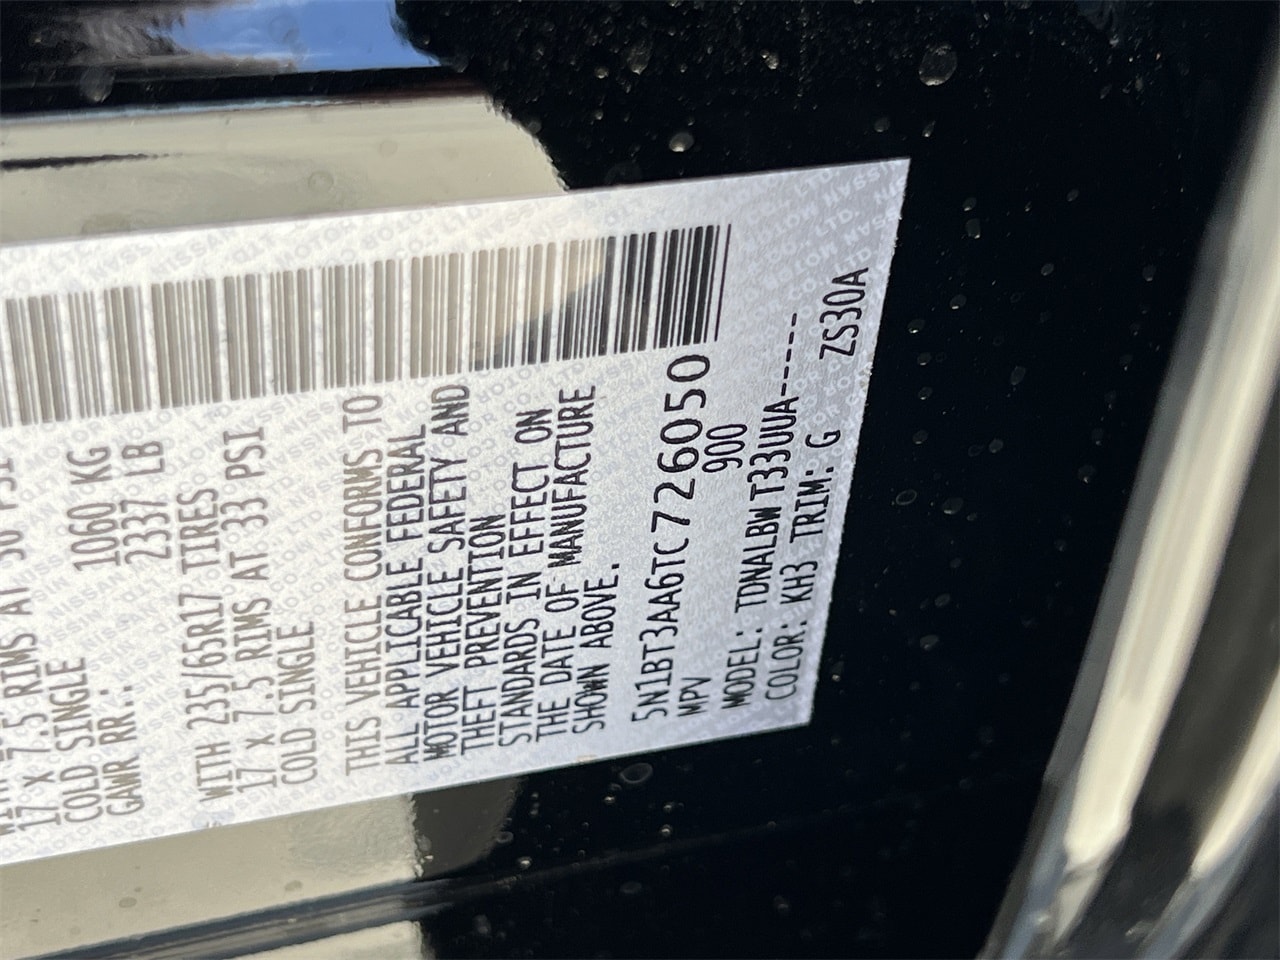 17 X 7.5 RIMS AT
COLD SINGLE
GAWR RR.: 1060 KG
2337 LB
WITH 235/65R17 TIRES
17 X 7.5 RIMS AT 33 PSI
COLD SINGLE
THIS VEHICLE CONFORMS TO
ALL APPLICABLE FEDERAL
MOTOR VEHICLE SAFETY AND
THEFT PREVENTION
STANDARDS IN EFFECT ON
THE DATE OF MANUFACTURE
SHOWN ABOVE.
5N1BT3AA6TC726050
MPV 900
MODEL: TDNALBW T33UUA-----
COLOR: KH3 TRIM: G ZS30A